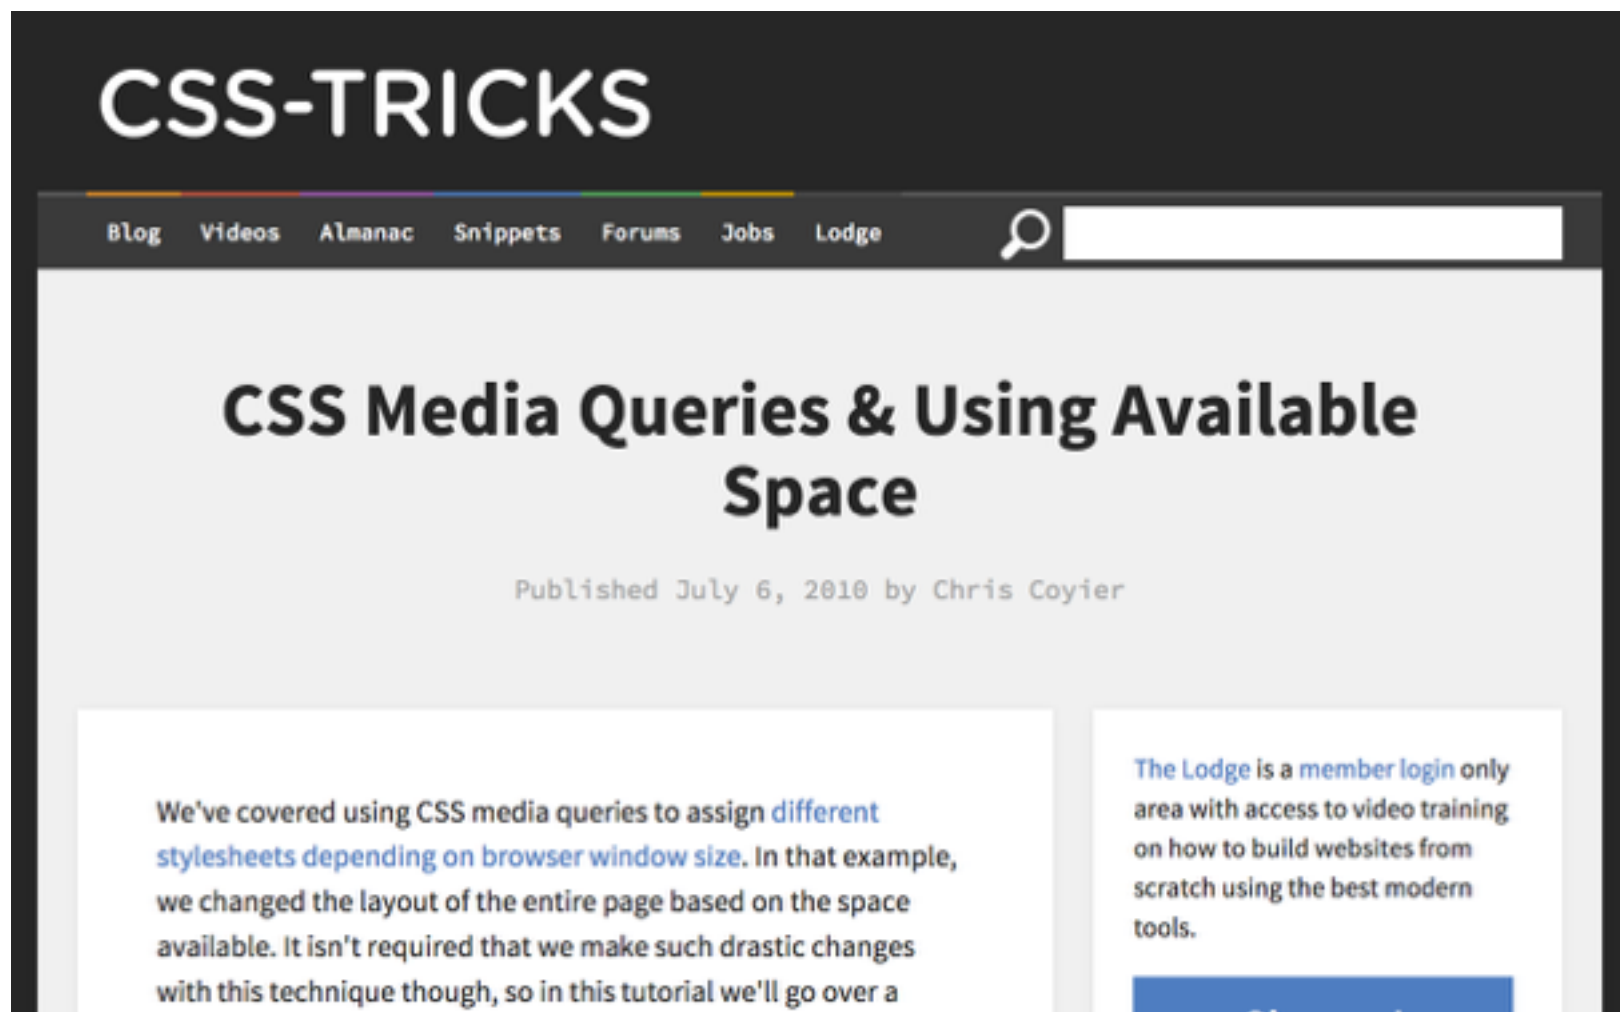 CSS-TRICKS
Blog Videos Almanac Snippets Forums Jobs Lodge
CSS Media Queries & Using Available
Space
Published July 6, 2010 by Chris Coyier
We've covered using CSS media queries to assign different
stylesheets depending on browser window size. In that example,
we changed the layout of the entire page based on the space
available. It isn't required that we make such drastic changes
with this technique though, so in this tutorial we'll go over a
The Lodge is a member login only
area with access to video training
on how to build websites from
scratch using the best modern
tools.